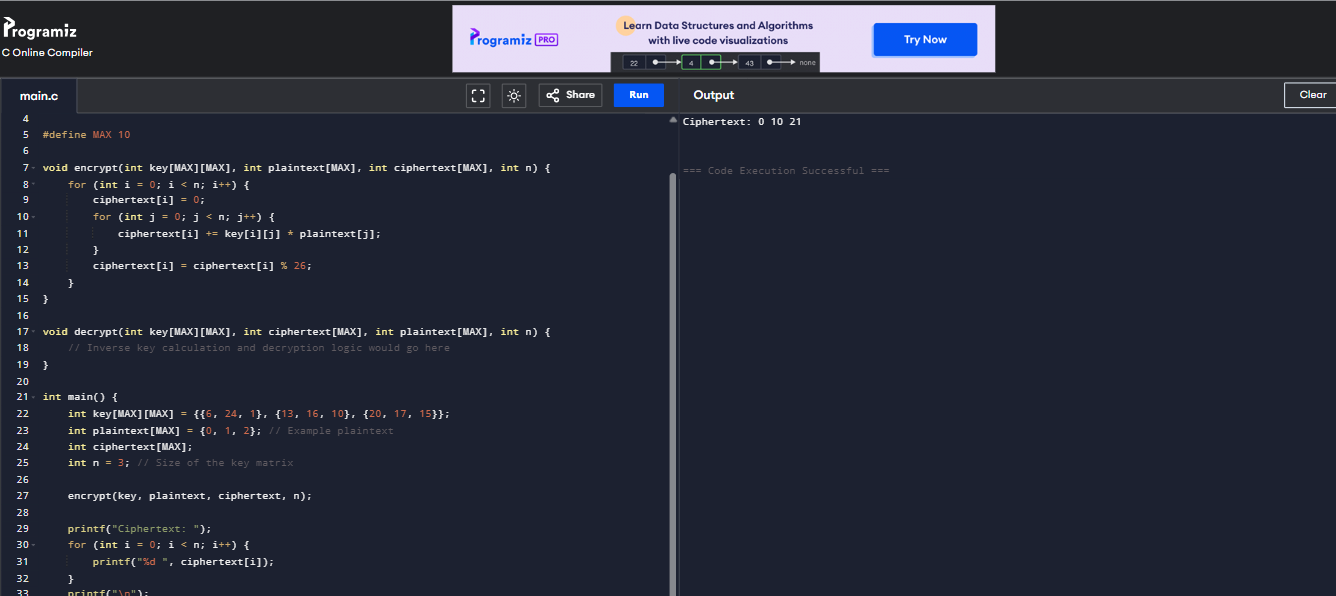 Programiz
C Online Compiler
Programiz PRO
Learn Data Structures and Algorithms
with live code visualizations
22 4 43 none
Try Now
main.c
Share
Run
Output
Clear
4
5 #define MAX 10
6
7 void encrypt(int key[MAX][MAX], int plaintext[MAX], int ciphertext[MAX], int n) {
8 for (int i = 0; i < n; i++) {
9 ciphertext[i] = 0;
10 for (int j = 0; j < n; j++) {
11 ciphertext[i] += key[i][j] * plaintext[j];
12 }
13 ciphertext[i] = ciphertext[i] % 26;
14 }
15 }
16
17 void decrypt(int key[MAX][MAX], int ciphertext[MAX], int plaintext[MAX], int n) {
18 // Inverse key calculation and decryption logic would go here
19 }
20
21 int main() {
22 int key[MAX][MAX] = {{6, 24, 1}, {13, 16, 10}, {20, 17, 15}};
23 int plaintext[MAX] = {0, 1, 2}; // Example plaintext
24 int ciphertext[MAX];
25 int n = 3; // Size of the key matrix
26
27 encrypt(key, plaintext, ciphertext, n);
28
29 printf("Ciphertext: ");
30 for (int i = 0; i < n; i++) {
31 printf("%d ", ciphertext[i]);
32 }
33 printf("\n");
Ciphertext: 0 10 21
=== Code Execution Successful ===